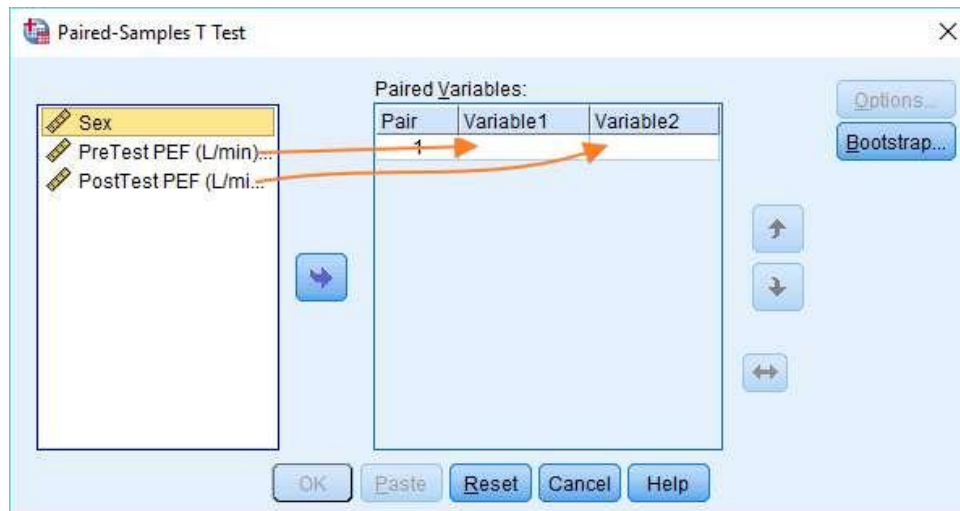 Paired-Samples T Test
Paired Variables:
Sex
PreTest PEF (L/min)...
PostTest PEF (L/mi...
Pair Variable1 Variable2
1
Options...
Bootstrap...
OK Paste Reset Cancel Help